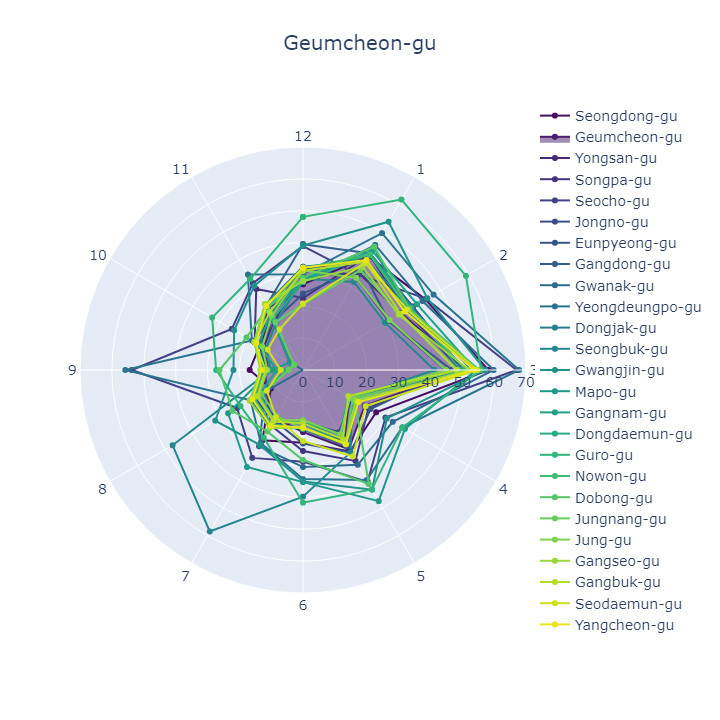 Geumcheon-gu
12
1
2
3
4
5
6
7
8
9
10
11
0
10
20
30
40
50
60
70
Seongdong-gu
Geumcheon-gu
Yongsan-gu
Songpa-gu
Seocho-gu
Jongno-gu
Eunpyeong-gu
Gangdong-gu
Gwanak-gu
Yeongdeungpo-gu
Dongjak-gu
Seongbuk-gu
Gwangjin-gu
Mapo-gu
Gangnam-gu
Dongdaemun-gu
Guro-gu
Nowon-gu
Dobong-gu
Jungnang-gu
Jung-gu
Gangseo-gu
Gangbuk-gu
Seodaemun-gu
Yangcheon-gu